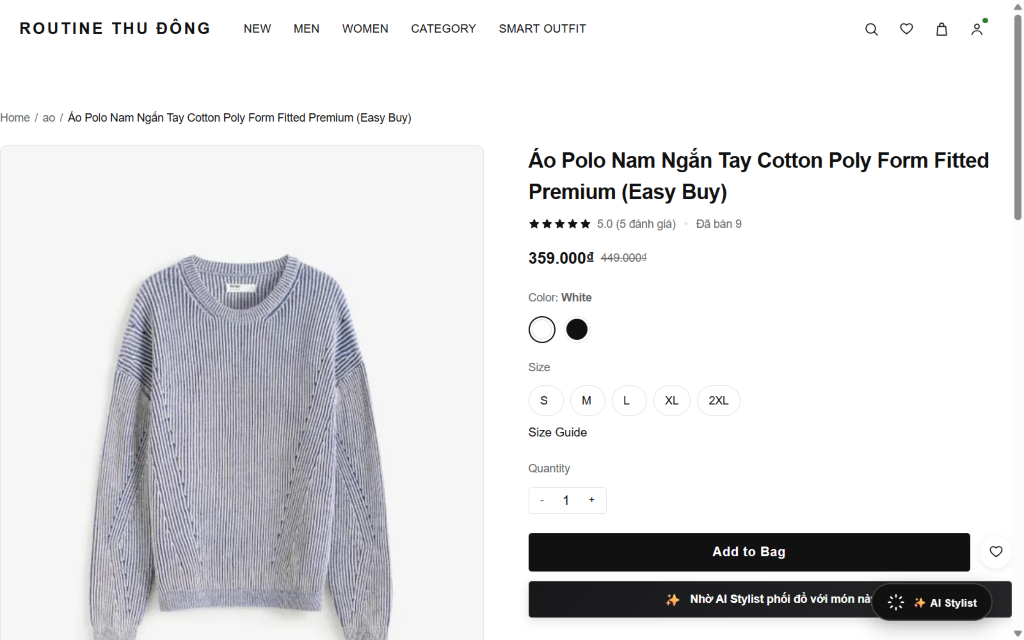 ROUTINE THU ĐÔNG
NEW MEN WOMEN CATEGORY SMART OUTFIT
Home / ao / Áo Polo Nam Ngắn Tay Cotton Poly Form Fitted Premium (Easy Buy)
Áo Polo Nam Ngắn Tay Cotton Poly Form Fitted
Premium (Easy Buy)
5.0 (5 đánh giá) Đã bán 9
359.000₫ 449.000₫
Color: White
Size
S M L XL 2XL
Size Guide
Quantity
- 1 +
Add to Bag
Nhờ AI Stylist phối đồ với món
AI Stylist